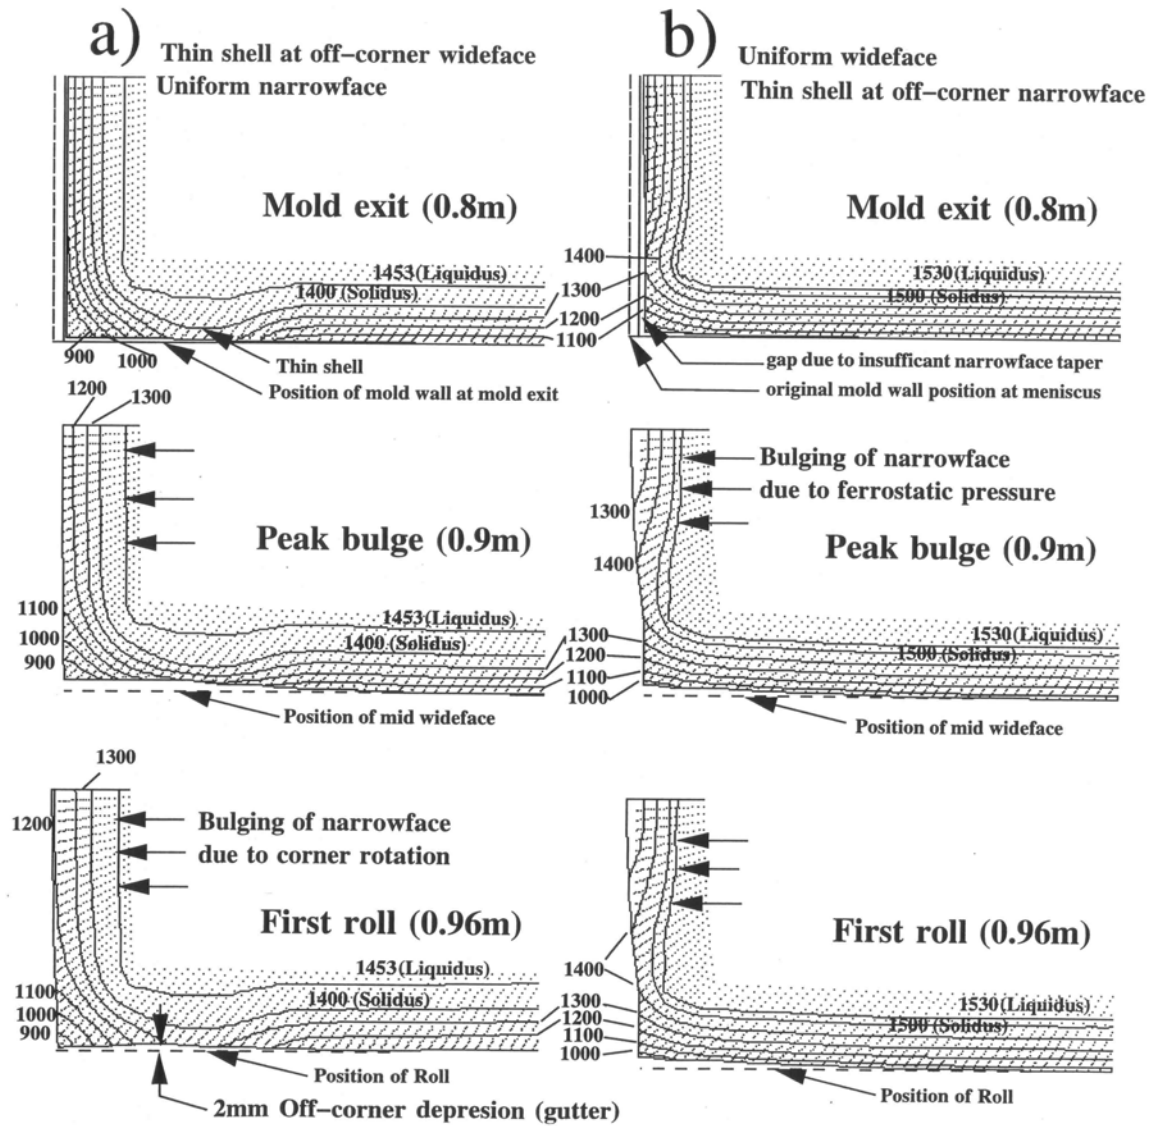 a)
Thin shell at off-corner wideface
Uniform narrowface
Mold exit (0.8m)
1453(Liquidus)
1400 (Solidus)
900
1000
Thin shell
Position of mold wall at mold exit
1200
1300
Peak bulge (0.9m)
1100
1000
900
1453(Liquidus)
1400 (Solidus)
Position of mid wideface
1300
1200
Bulging of narrowface
due to corner rotation
First roll (0.96m)
1453(Liquidus)
1400 (Solidus)
1100
1000
900
Position of Roll
2mm Off-corner depresion (gutter)
b)
Uniform wideface
Thin shell at off-corner narrowface
Mold exit (0.8m)
1400
1300
1200
1100
1530(Liquidus)
1500 (Solidus)
gap due to insufficant narrowface taper
original mold wall position at meniscus
Bulging of narrowface
due to ferrostatic pressure
1300
Peak bulge (0.9m)
1400
1300
1200
1100
1000
1530(Liquidus)
1500 (Solidus)
Position of mid wideface
First roll (0.96m)
1400
1300
1200
1100
1000
1530(Liquidus)
1500 (Solidus)
Position of Roll